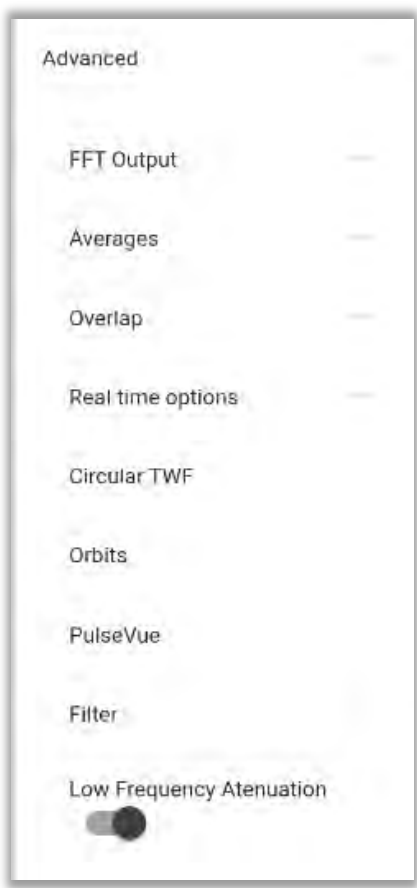 Advanced
FFT Output
Averages
Overlap
Real time options
Circular TWF
Orbits
PulseVue
Filter
Low Frequency Atenuation